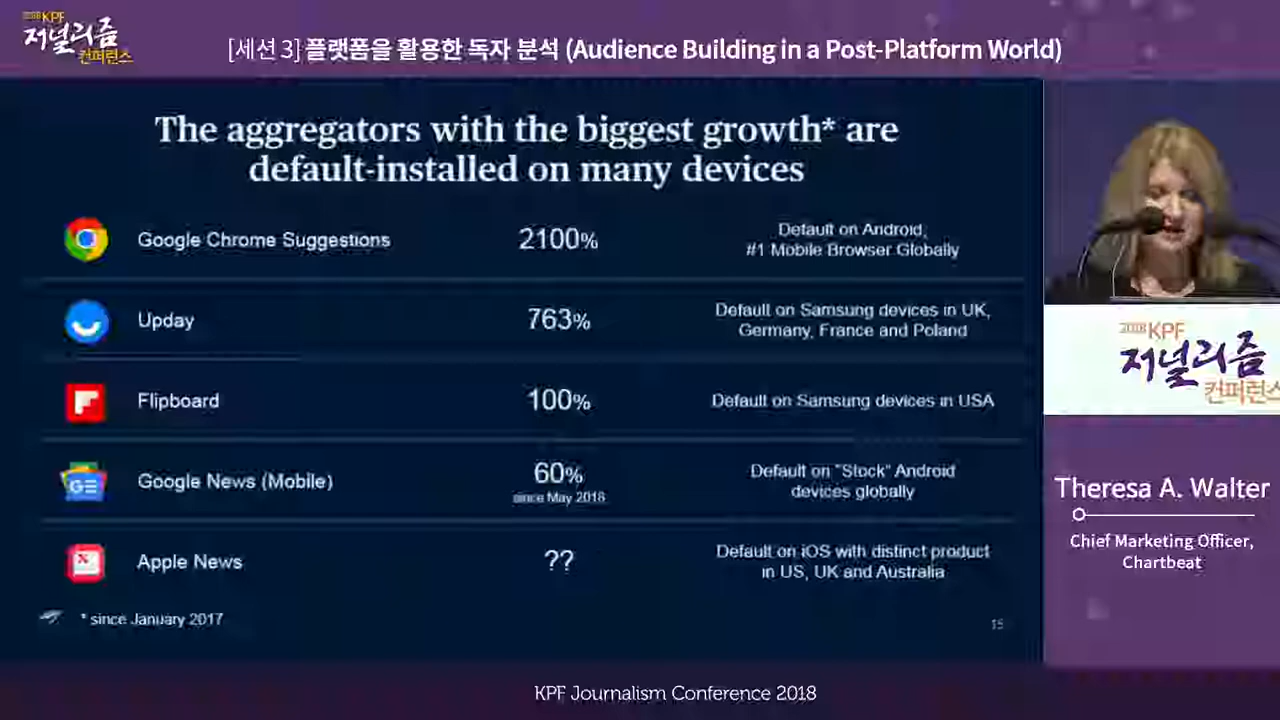 2018 KPF
저널리즘
컨퍼런스
[세션 3] 플랫폼을 활용한 독자 분석 (Audience Building in a Post-Platform World)
The aggregators with the biggest growth* are
default-installed on many devices
Google Chrome Suggestions
2100%
Default on Android,
#1 Mobile Browser Globally
Upday
763%
Default on Samsung devices in UK,
Germany, France and Poland
Flipboard
100%
Default on Samsung devices in USA
GE
Google News (Mobile)
60%
since May 2018
Default on "Stock" Android
devices globally
Apple News
??
Default on iOS with distinct product
in US, UK and Australia
* since January 2017
15
2018 KPF
저널리즘
컨퍼런스
Theresa A. Walter
Chief Marketing Officer,
Chartbeat
KPF Journalism Conference 2018